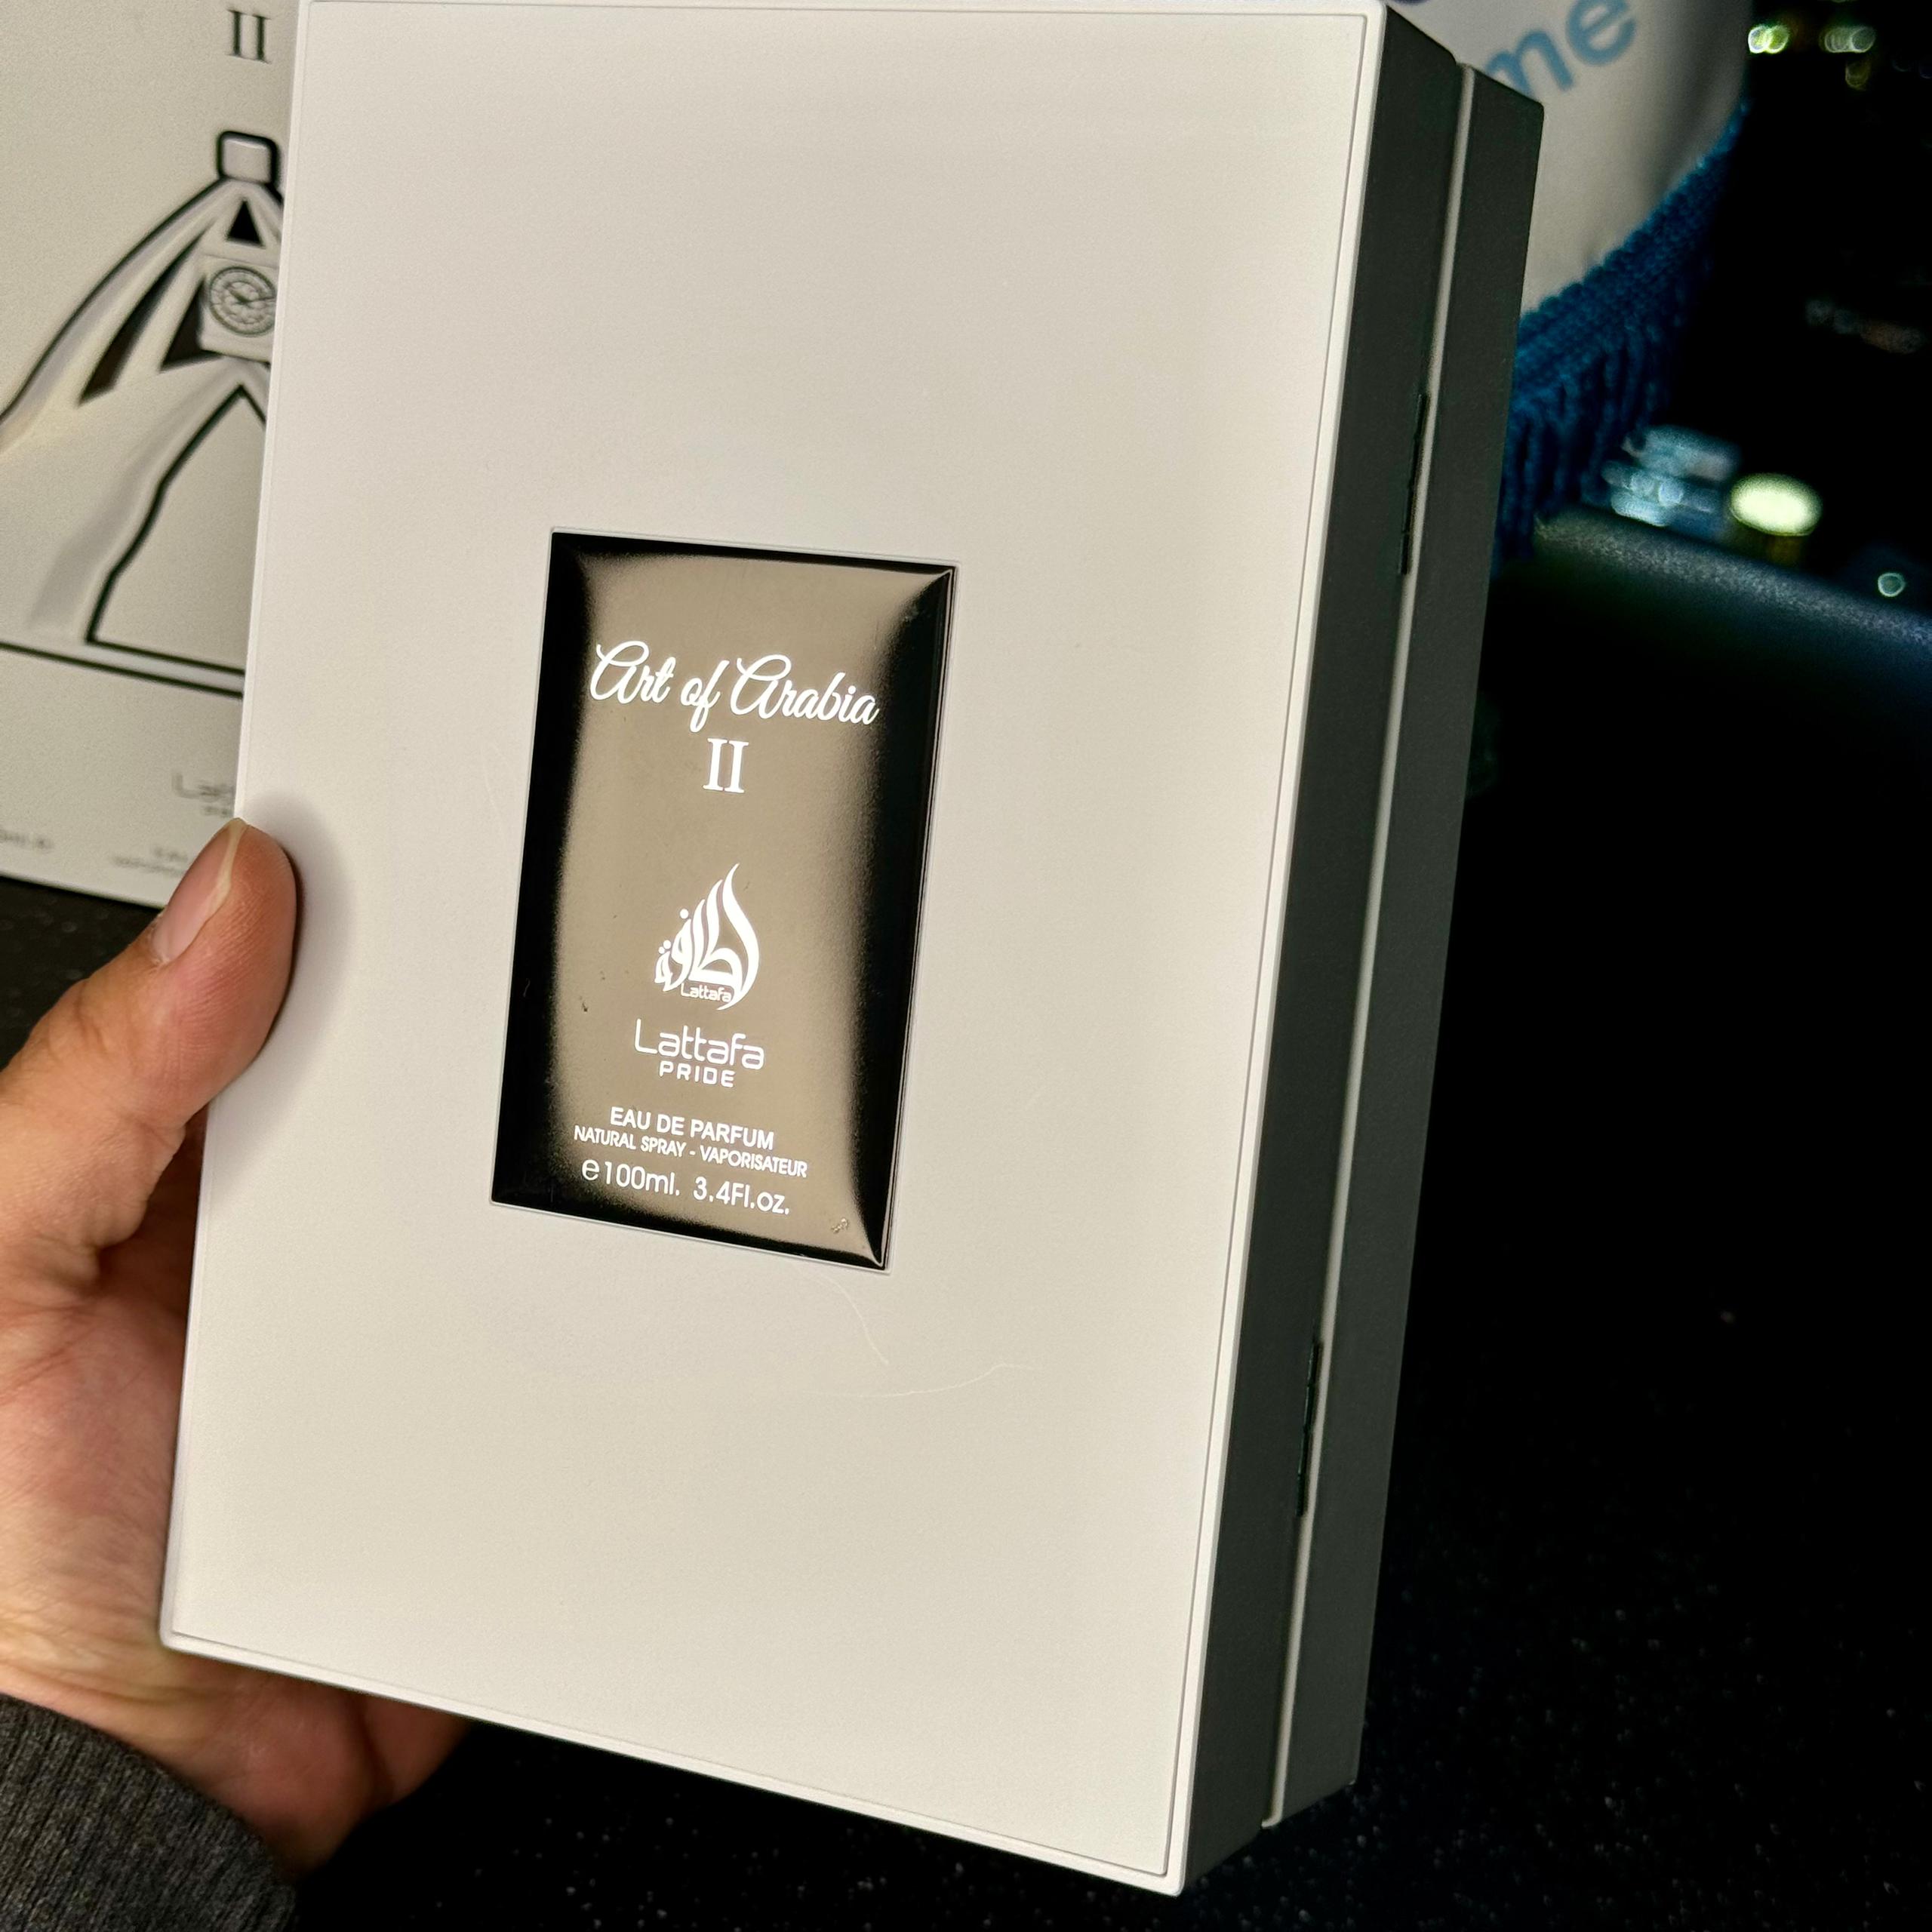 II
me
Art of Arabia
II
لطافة
Lattafa
Lattafa
PRIDE
EAU DE PARFUM
NATURAL SPRAY - VAPORISATEUR
e100ml. 3.4Fl.oz.